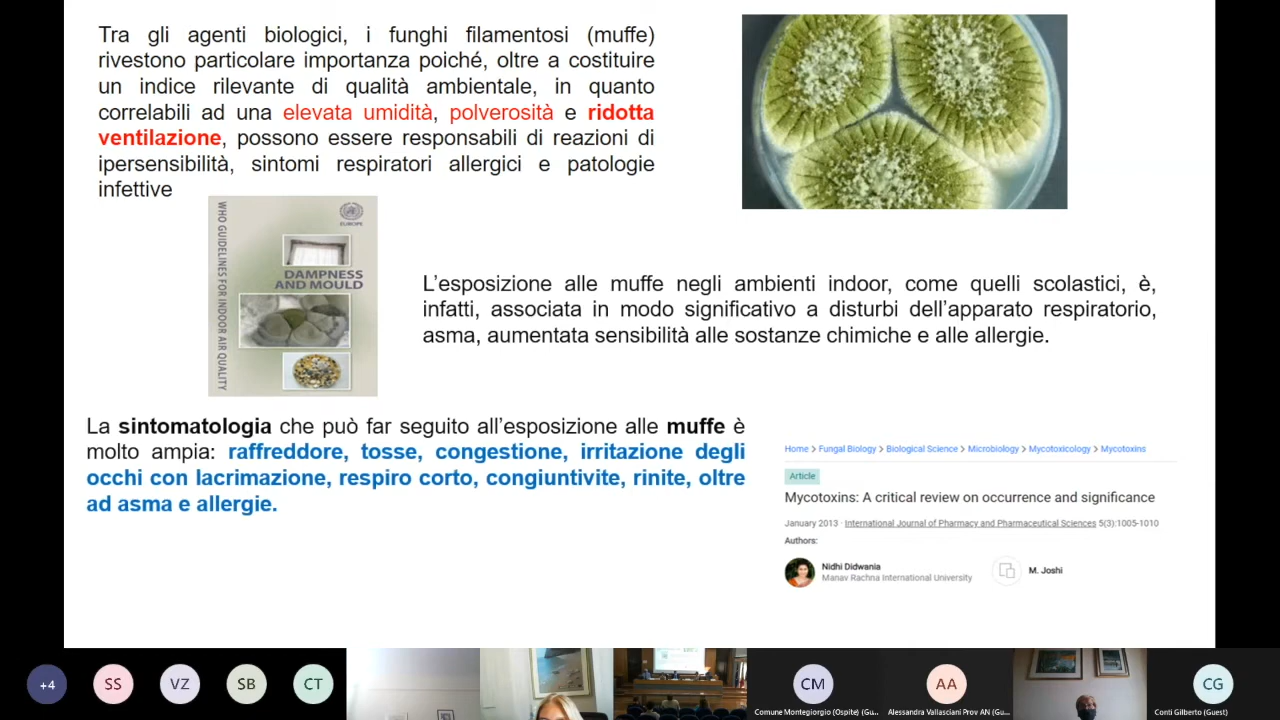 Tra gli agenti biologici, i funghi filamentosi (muffe)
rivestono particolare importanza poiché, oltre a costituire
un indice rilevante di qualità ambientale, in quanto
correlabili ad una elevata umidità, polverosità e ridotta
ventilazione, possono essere responsabili di reazioni di
ipersensibilità, sintomi respiratori allergici e patologie
infettive
WHO GUIDELINES FOR INDOOR AIR QUALITY
EUROPE
DAMPNESS
AND MOULD
L'esposizione alle muffe negli ambienti indoor, come quelli scolastici, è,
infatti, associata in modo significativo a disturbi dell'apparato respiratorio,
asma, aumentata sensibilità alle sostanze chimiche e alle allergie.
La sintomatologia che può far seguito all'esposizione alle muffe è
molto ampia: raffreddore, tosse, congestione, irritazione degli
occhi con lacrimazione, respiro corto, congiuntivite, rinite, oltre
ad asma e allergie.
Home > Fungal Biology > Biological Science > Microbiology > Mycotoxicology > Mycotoxins
Article
Mycotoxins: A critical review on occurrence and significance
January 2013 · International Journal of Pharmacy and Pharmaceutical Sciences 5(3):1005-1010
Authors:
Nidhi Didwania
Manav Rachna International University
M. Joshi
+4
SS
VZ
SB
CT
CM
Comune Montegiorgio (Ospite) (Gu...
AA
Alessandra Vallasciani Prov AN (Gu...
CG
Conti Gilberto (Guest)